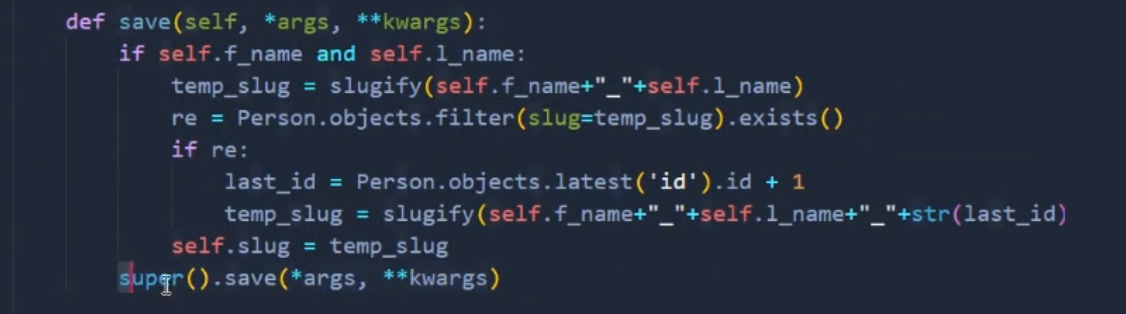 def save(self, *args, **kwargs):
if self.f_name and self.l_name:
temp_slug = slugify(self.f_name+"_"+self.l_name)
re = Person.objects.filter(slug=temp_slug).exists()
if re:
last_id = Person.objects.latest('id').id + 1
temp_slug = slugify(self.f_name+"_"+self.l_name+"_"+str(last_id)
self.slug = temp_slug
super().save(*args, **kwargs)